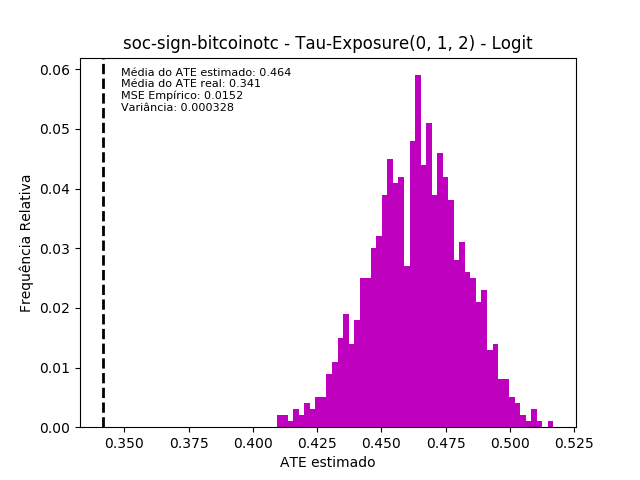 soc-sign-bitcoinotc - Tau-Exposure(0, 1, 2) - Logit
Média do ATE estimado: 0.464
Média do ATE real: 0.341
MSE Empírico: 0.0152
Variância: 0.000328
Frequência Relativa
0.06
0.05
0.04
0.03
0.02
0.01
0.00
0.350 0.375 0.400 0.425 0.450 0.475 0.500 0.525
ATE estimado